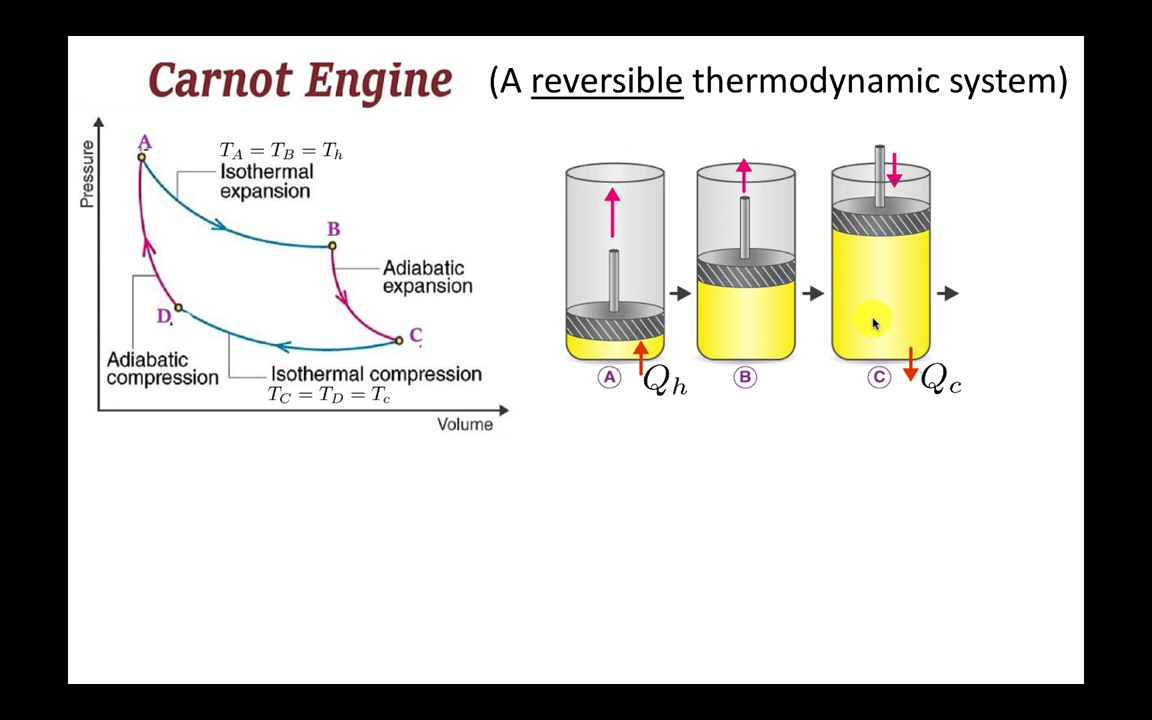 Carnot Engine (A reversible thermodynamic system)
Pressure
A
T_A = T_B = T_h
Isothermal
expansion
B
Adiabatic
expansion
D
C
Adiabatic
compression
Isothermal compression
T_C = T_D = T_c
Volume
A
Q_h
B
C
Q_c